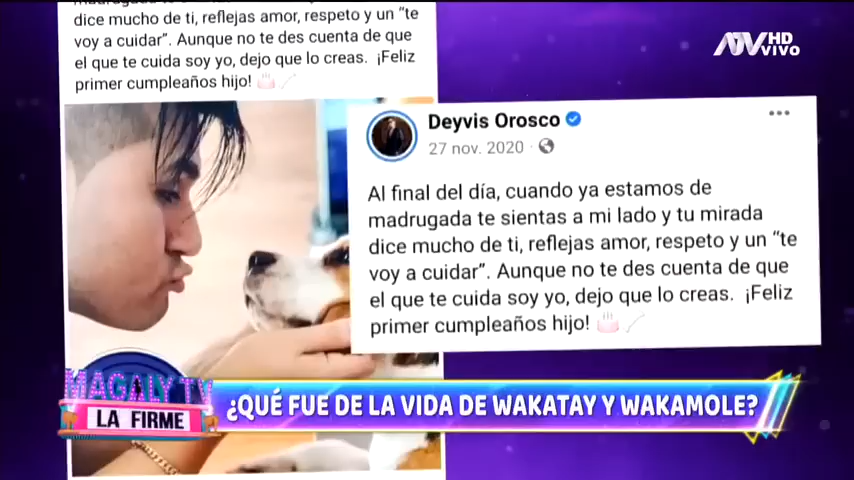 dice mucho de ti, reflejas amor, respeto y un “te
voy a cuidar”. Aunque no te des cuenta de que
el que te cuida soy yo, dejo que lo creas. ¡Feliz
primer cumpleaños hijo!
ATV HD
VIVO
Deyvis Orosco
27 nov. 2020
Al final del día, cuando ya estamos de
madrugada te sientas a mi lado y tu mirada
dice mucho de ti, reflejas amor, respeto y un “te
voy a cuidar”. Aunque no te des cuenta de que
el que te cuida soy yo, dejo que lo creas. ¡Feliz
primer cumpleaños hijo!
MAGALY TV
LA FIRME
¿QUÉ FUE DE LA VIDA DE WAKATAY Y WAKAMOLE?